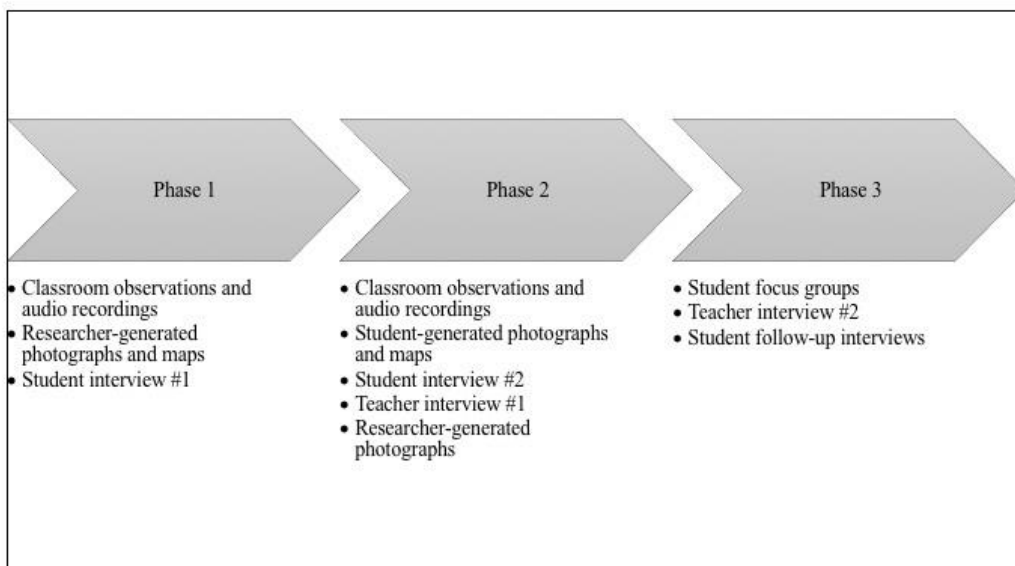 Phase 1
• Classroom observations and
audio recordings
• Researcher-generated
photographs and maps
• Student interview #1
Phase 2
• Classroom observations and
audio recordings
• Student-generated photographs
and maps
• Student interview #2
• Teacher interview #1
• Researcher-generated
photographs
Phase 3
• Student focus groups
• Teacher interview #2
• Student follow-up interviews